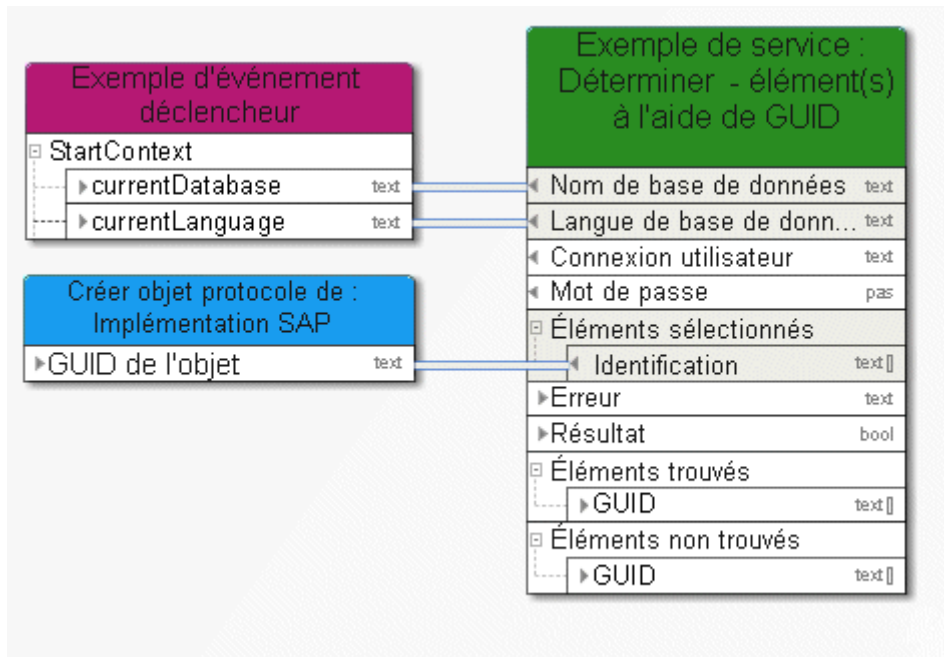 Exemple d'événement
déclencheur
StartContext
currentDatabase text
currentLanguage text
Créer objet protocole de :
Implémentation SAP
GUID de l'objet text
Exemple de service :
Déterminer - élément(s)
à l'aide de GUID
Nom de base de données text
Langue de base de donn... text
Connexion utilisateur text
Mot de passe pas
Éléments sélectionnés
Identification text[]
Erreur text
Résultat bool
Éléments trouvés
GUID text[]
Éléments non trouvés
GUID text[]